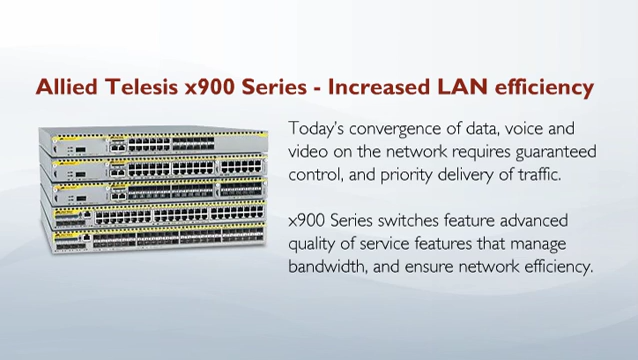 Allied Telesis x900 Series - Increased LAN efficiency
Today's convergence of data, voice and
video on the network requires guaranteed
control, and priority delivery of traffic.
x900 Series switches feature advanced
quality of service features that manage
bandwidth, and ensure network efficiency.